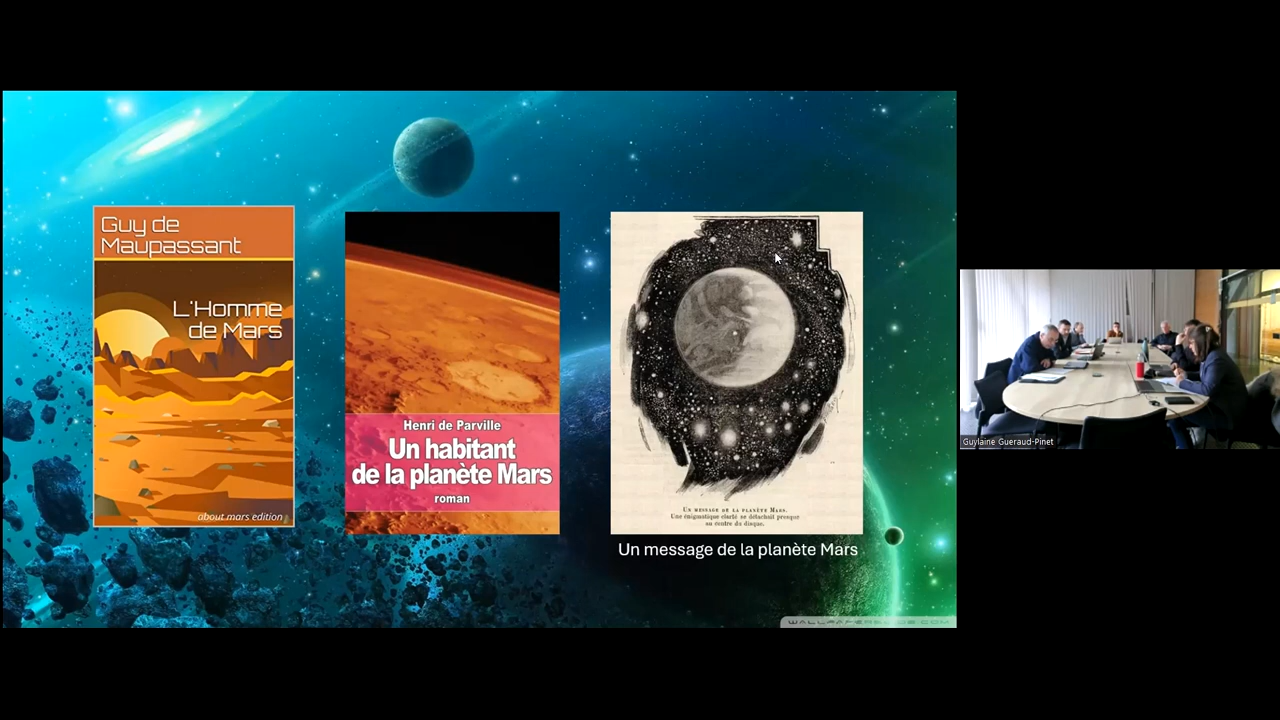 Guy de
Maupassant
L'Homme
de Mars
about mars edition
Henri de Parville
Un habitant
de la planète Mars
roman
UN MESSAGE DE LA PLANÈTE MARS.
Une énigmatique clarté se détachait presque
au centre du disque.
Un message de la planète Mars
Guylaine Gueraud-Pinet